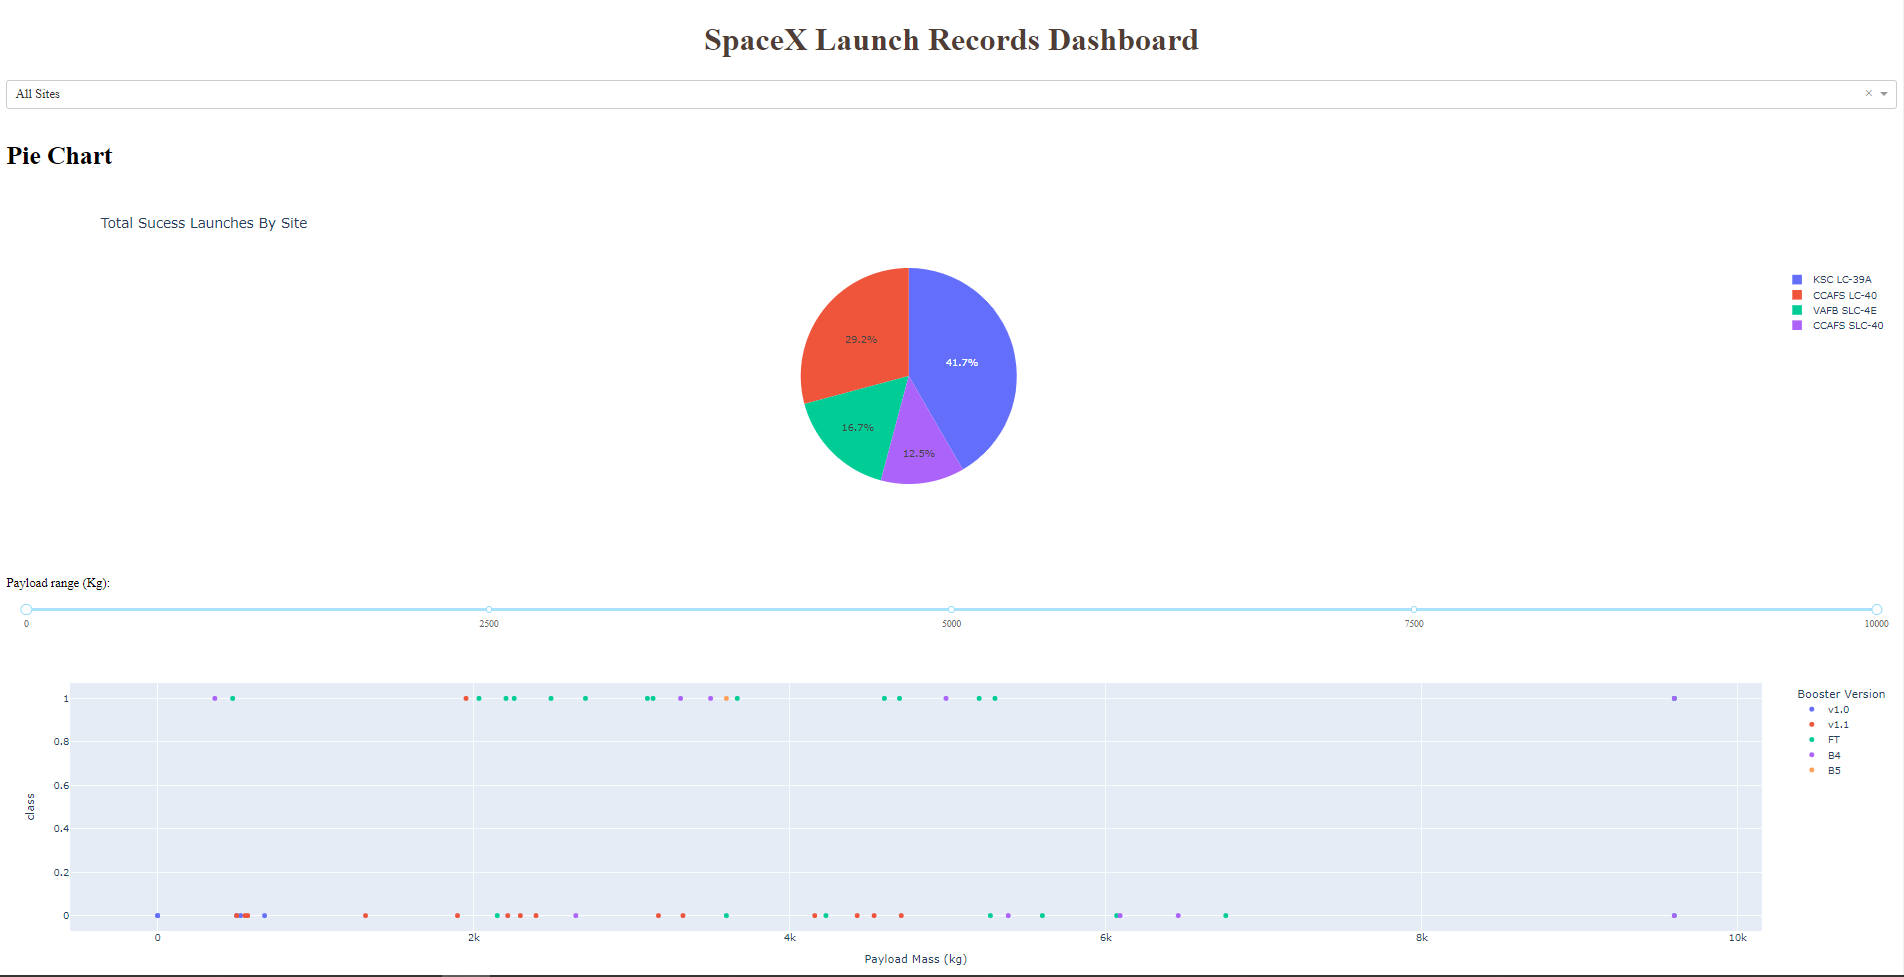 SpaceX Launch Records Dashboard
All Sites
×
Pie Chart
Total Sucess Launches By Site
KSC LC-39A
CCAFS LC-40
VAFB SLC-4E
CCAFS SLC-40
29.2%
41.7%
16.7%
12.5%
Payload range (Kg):
0 2500 5000 7500 10000
Booster Version
v1.0
v1.1
FT
B4
B5
class
1
0.8
0.6
0.4
0.2
0
0 2k 4k 6k 8k 10k
Payload Mass (kg)